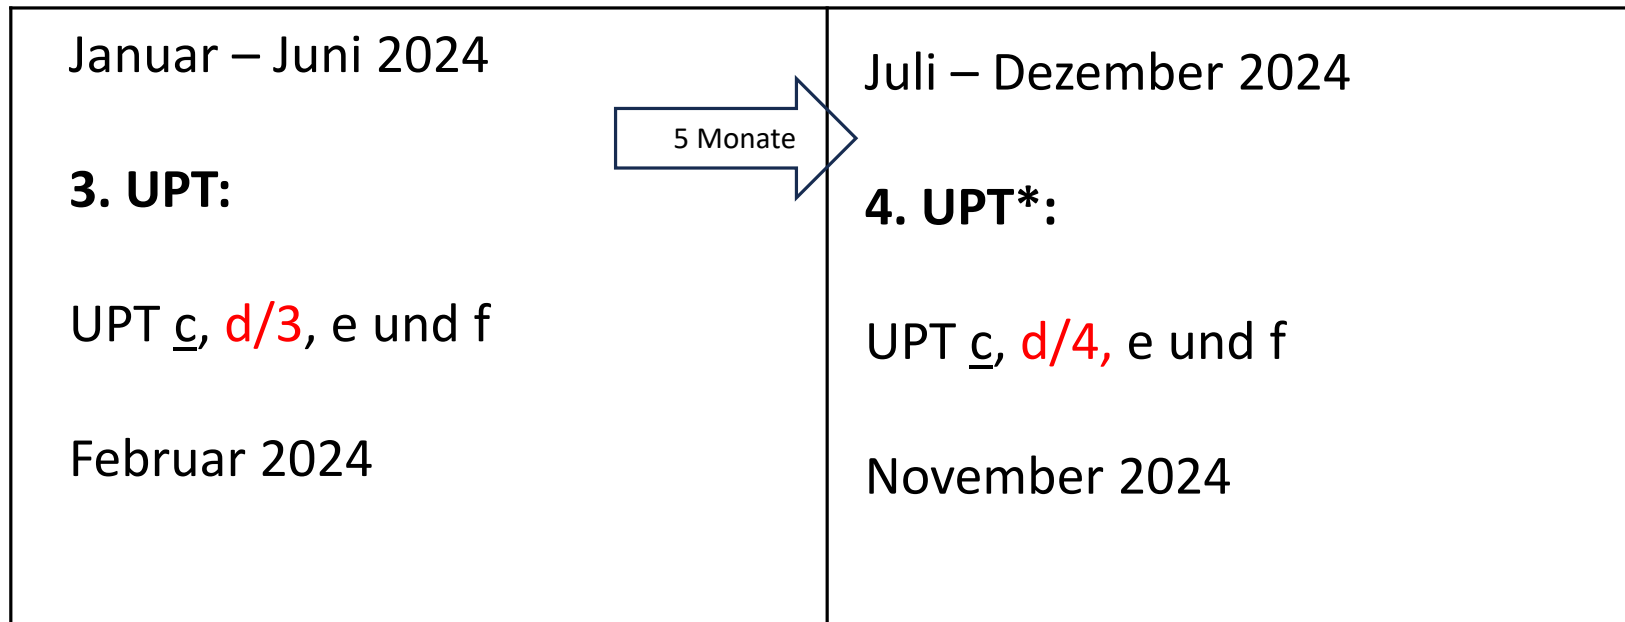 Januar – Juni 2024
3. UPT:
UPT c, d/3, e und f
Februar 2024
5 Monate
Juli – Dezember 2024
4. UPT*:
UPT c, d/4, e und f
November 2024